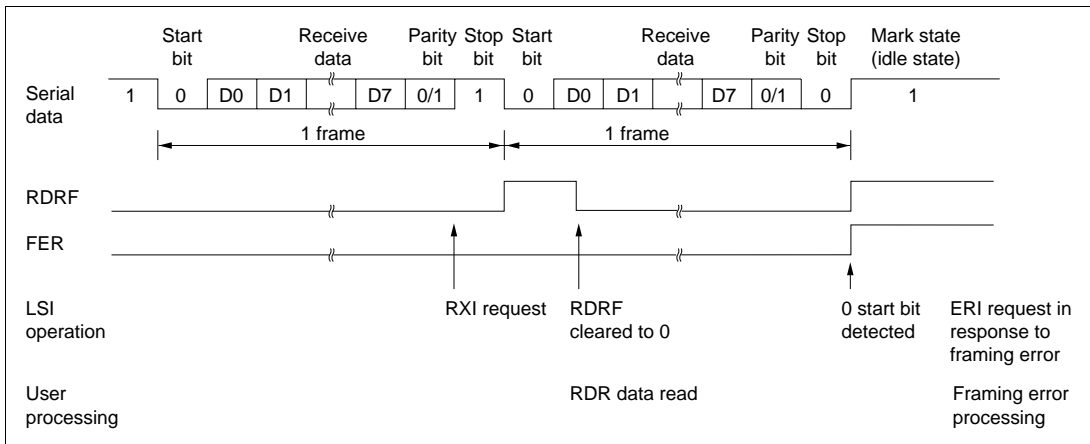 Start bit Receive data Parity bit Stop bit Start bit Receive data Parity bit Stop bit Mark state (idle state)
Serial data 1 0 D0 D1 D7 0/1 1 0 D0 D1 D7 0/1 0 1
1 frame 1 frame
RDRF
FER
LSI operation RXI request RDRF cleared to 0 0 start bit detected ERI request in response to framing error
User processing RDR data read Framing error processing